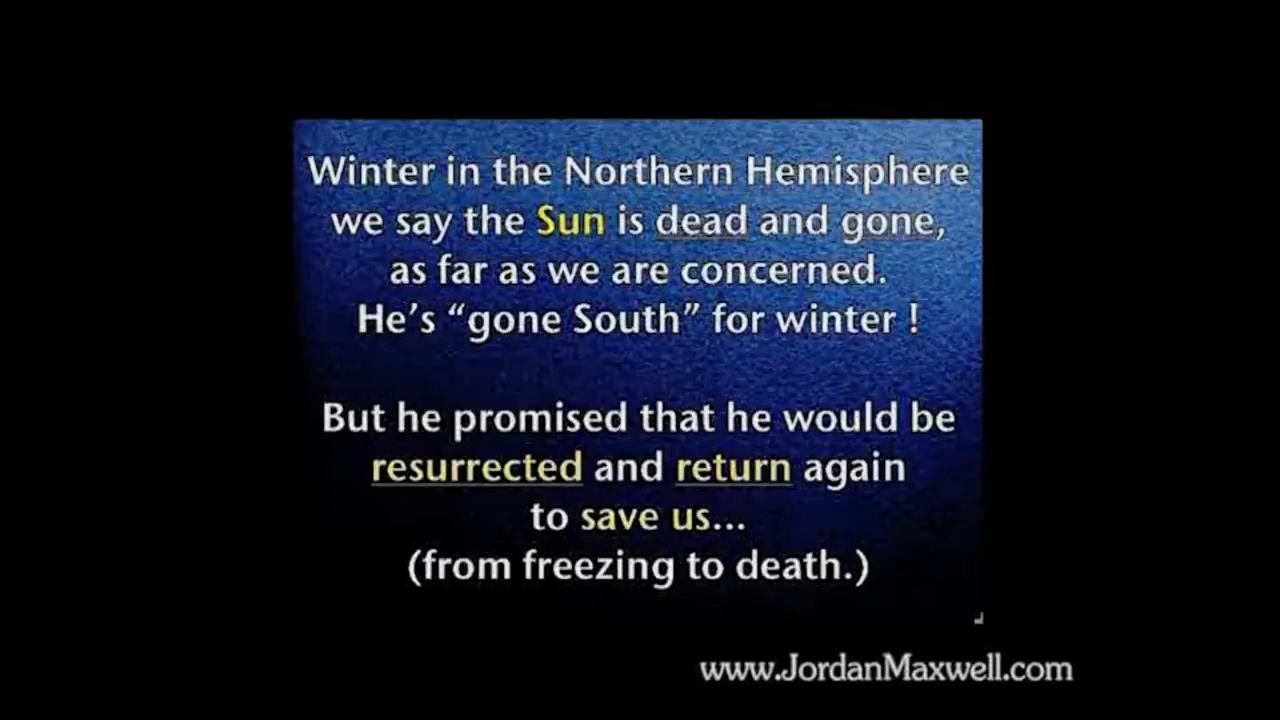 Winter in the Northern Hemisphere
we say the Sun is dead and gone,
as far as we are concerned.
He's “gone South” for winter !
But he promised that he would be
resurrected and return again
to save us...
(from freezing to death.)
www.JordanMaxwell.com